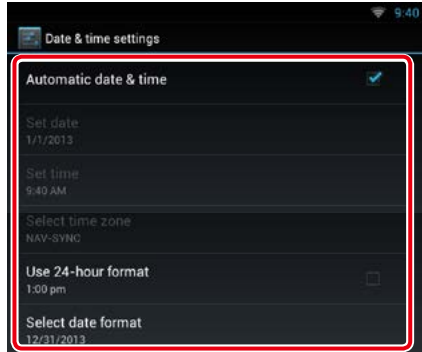 9:40
Date & time settings
Automatic date & time
Set date
1/1/2013
Set time
9:40 AM
Select time zone
NAV-SYNC
Use 24-hour format
1:00 pm
Select date format
12/31/2013